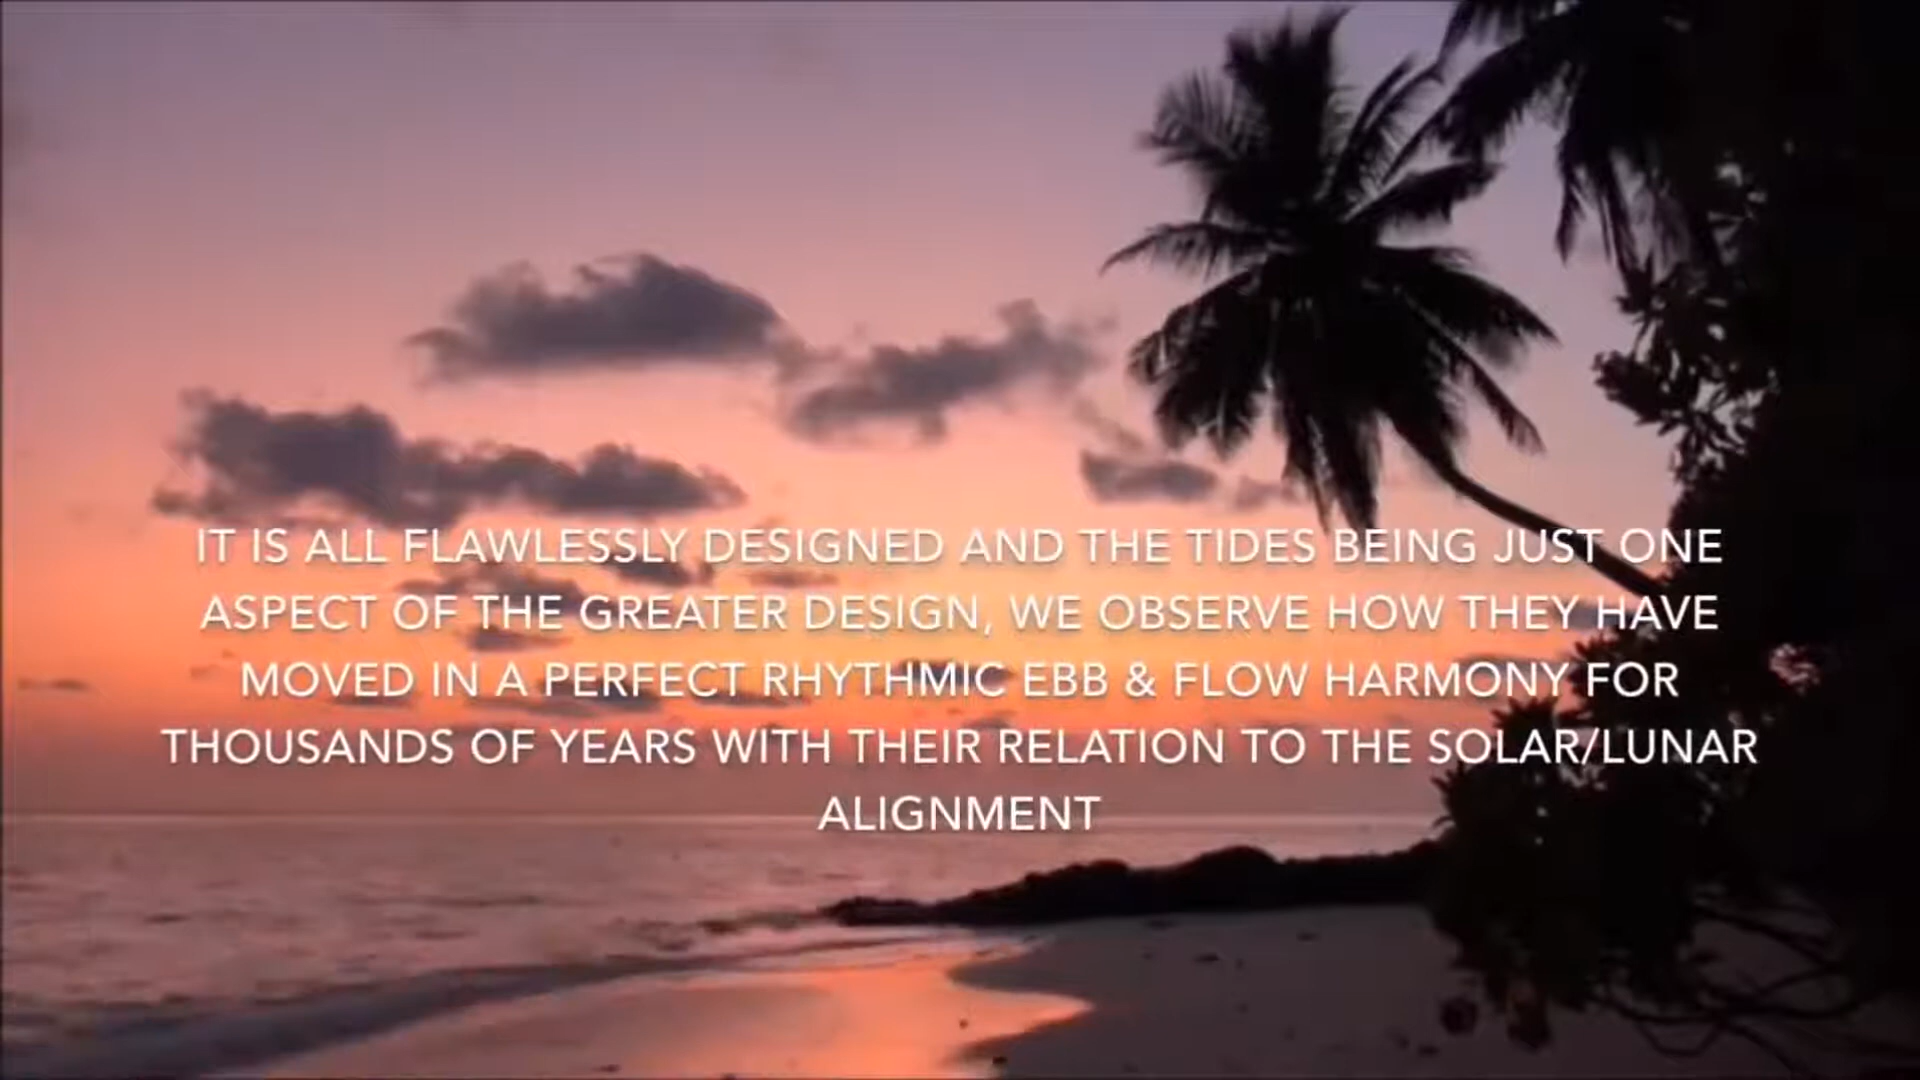 IT IS ALL FLAWLESSLY DESIGNED AND THE TIDES BEING JUST ONE
ASPECT OF THE GREATER DESIGN, WE OBSERVE HOW THEY HAVE
MOVED IN A PERFECT RHYTHMIC EBB & FLOW HARMONY FOR
THOUSANDS OF YEARS WITH THEIR RELATION TO THE SOLAR/LUNAR
ALIGNMENT